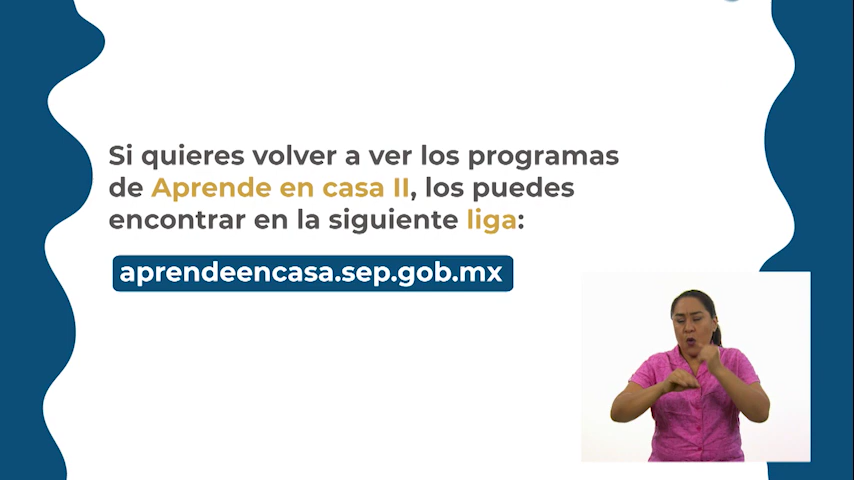 Si quieres volver a ver los programas
de Aprende en casa II, los puedes
encontrar en la siguiente liga:
aprendeencasa.sep.gob.mx